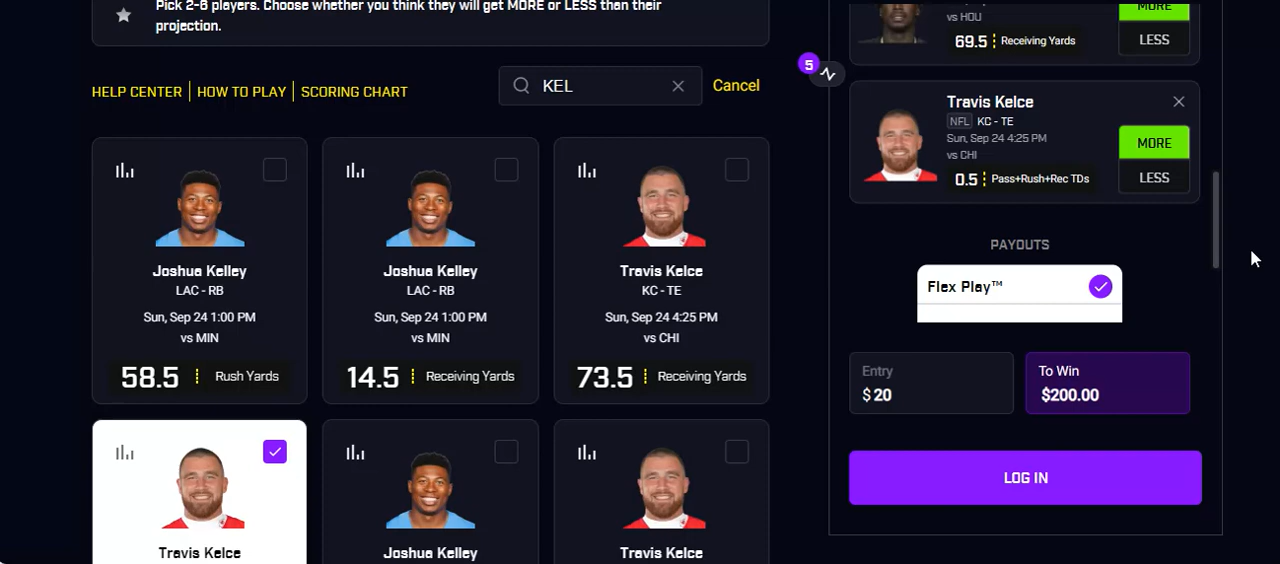 Pick 2-6 players. Choose whether you think they will get MORE or LESS than their
projection.
HELP CENTER
HOW TO PLAY
SCORING CHART
KEL
Cancel
Joshua Kelley
LAC - RB
Sun, Sep 24 1:00 PM
vs MIN
58.5
Rush Yards
Joshua Kelley
LAC - RB
Sun, Sep 24 1:00 PM
vs MIN
14.5
Receiving Yards
Travis Kelce
KC - TE
Sun, Sep 24 4:25 PM
vs CHI
73.5
Receiving Yards
Travis Kelce
Joshua Kelley
Travis Kelce
5
vs HOU
69.5
Receiving Yards
MORE
LESS
Travis Kelce
NFL KC - TE
Sun, Sep 24 4:25 PM
vs CHI
0.5
Pass+Rush+Rec TDs
MORE
LESS
PAYOUTS
Flex Play™
Entry
$ 20
To Win
$200.00
LOG IN